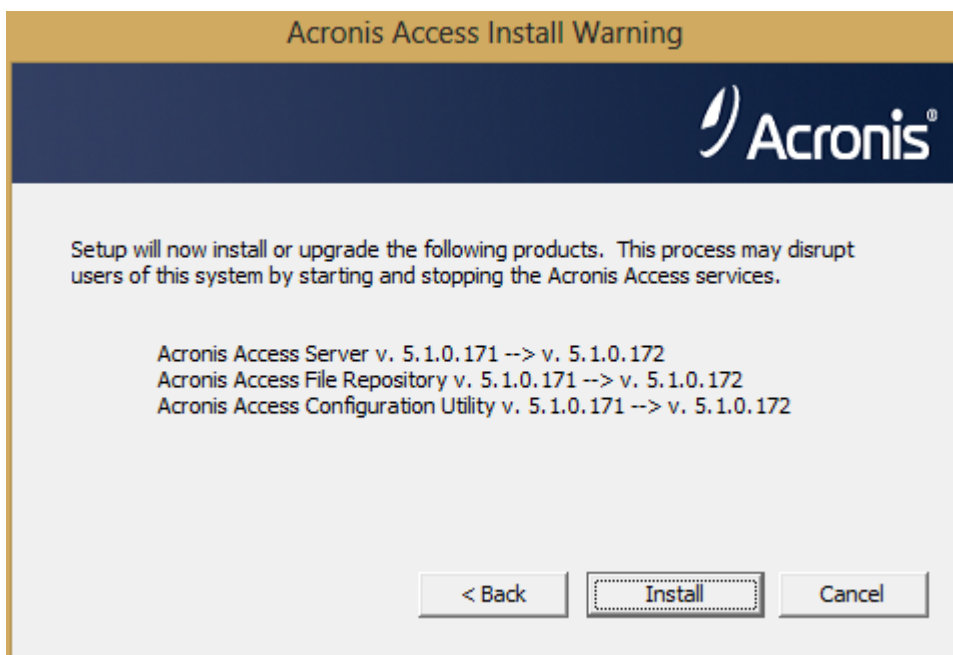 Acronis Access Install Warning
Acronis®
Setup will now install or upgrade the following products.  This process may disrupt
users of this system by starting and stopping the Acronis Access services.
Acronis Access Server v. 5.1.0.171 --> v. 5.1.0.172
Acronis Access File Repository v. 5.1.0.171 --> v. 5.1.0.172
Acronis Access Configuration Utility v. 5.1.0.171 --> v. 5.1.0.172
< Back
Install
Cancel